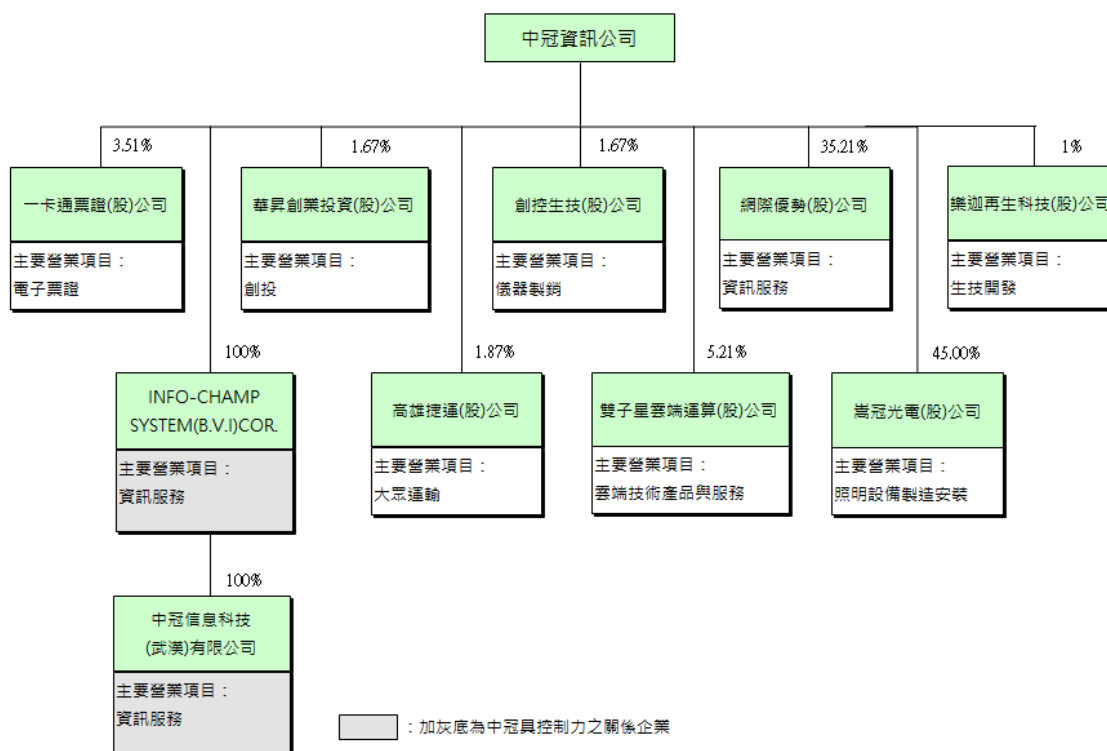 中冠資訊公司
3.51%
一卡通票證(股)公司
主要營業項目：
電子票證
1.67%
華昇創業投資(股)公司
主要營業項目：
創投
1.67%
創控生技(股)公司
主要營業項目：
儀器製銷
35.21%
網際優勢(股)公司
主要營業項目：
資訊服務
1%
樂迦再生科技(股)公司
主要營業項目：
生技開發
100%
INFO-CHAMP
SYSTEM(B.V.I)COR.
主要營業項目：
資訊服務
1.87%
高雄捷運(股)公司
主要營業項目：
大眾運輸
5.21%
雙子星雲端運算(股)公司
主要營業項目：
雲端技術產品與服務
45.00%
嵩冠光電(股)公司
主要營業項目：
照明設備製造安裝
100%
中冠信息科技
(武漢)有限公司
主要營業項目：
資訊服務
：加灰底為中冠具控制力之關係企業